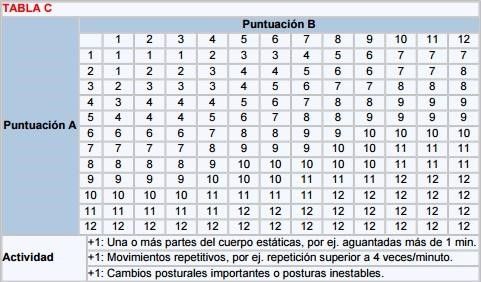 TABLA C
Puntuación B
1 2 3 4 5 6 7 8 9 10 11 12
1 1 1 1 2 3 3 4 5 6 7 7 7
2 1 2 2 3 4 4 5 6 6 7 7 8
3 2 3 3 3 4 5 6 7 7 8 8 8
4 3 4 4 4 5 6 7 8 8 9 9 9
Puntuación A
5 4 4 4 5 6 7 8 8 9 9 9 9
6 6 6 6 7 8 8 9 9 10 10 10 10
7 7 7 7 8 9 9 9 10 10 11 11 11
8 8 8 8 9 10 10 10 10 10 11 11 11
9 9 9 9 10 10 10 11 11 11 12 12 12
10 10 10 10 11 11 11 11 12 12 12 12 12
11 11 11 11 11 12 12 12 12 12 12 12 12
12 12 12 12 12 12 12 12 12 12 12 12 12
+1: Una o más partes del cuerpo estáticas, por ej. aguantadas más de 1 min.
Actividad
+1: Movimientos repetitivos, por ej. repetición superior a 4 veces/minuto.
+1: Cambios posturales importantes o posturas inestables.